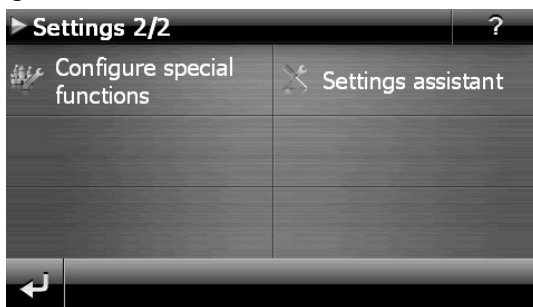 Settings 2/2
?
Configure special
functions
Settings assistant